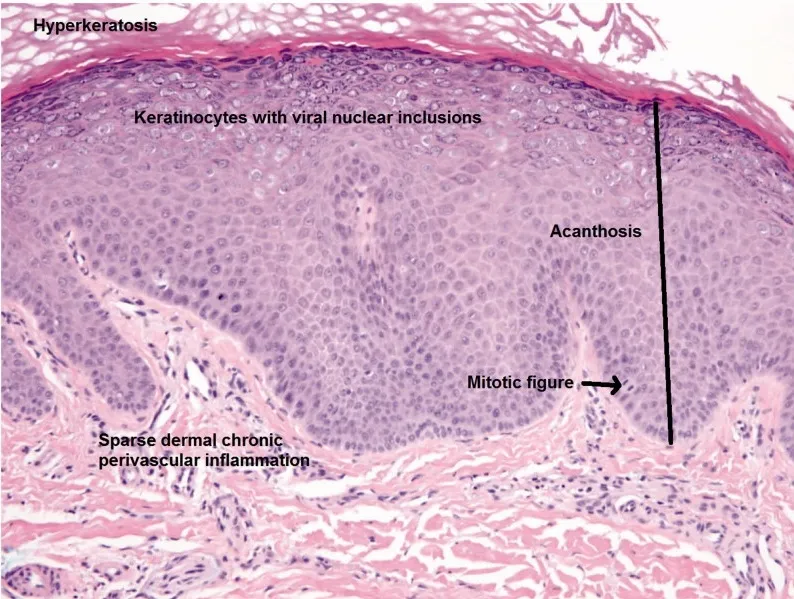 Hyperkeratosis
Keratinocytes with viral nuclear inclusions
Acanthosis
Mitotic figure
Sparse dermal chronic
perivascular inflammation